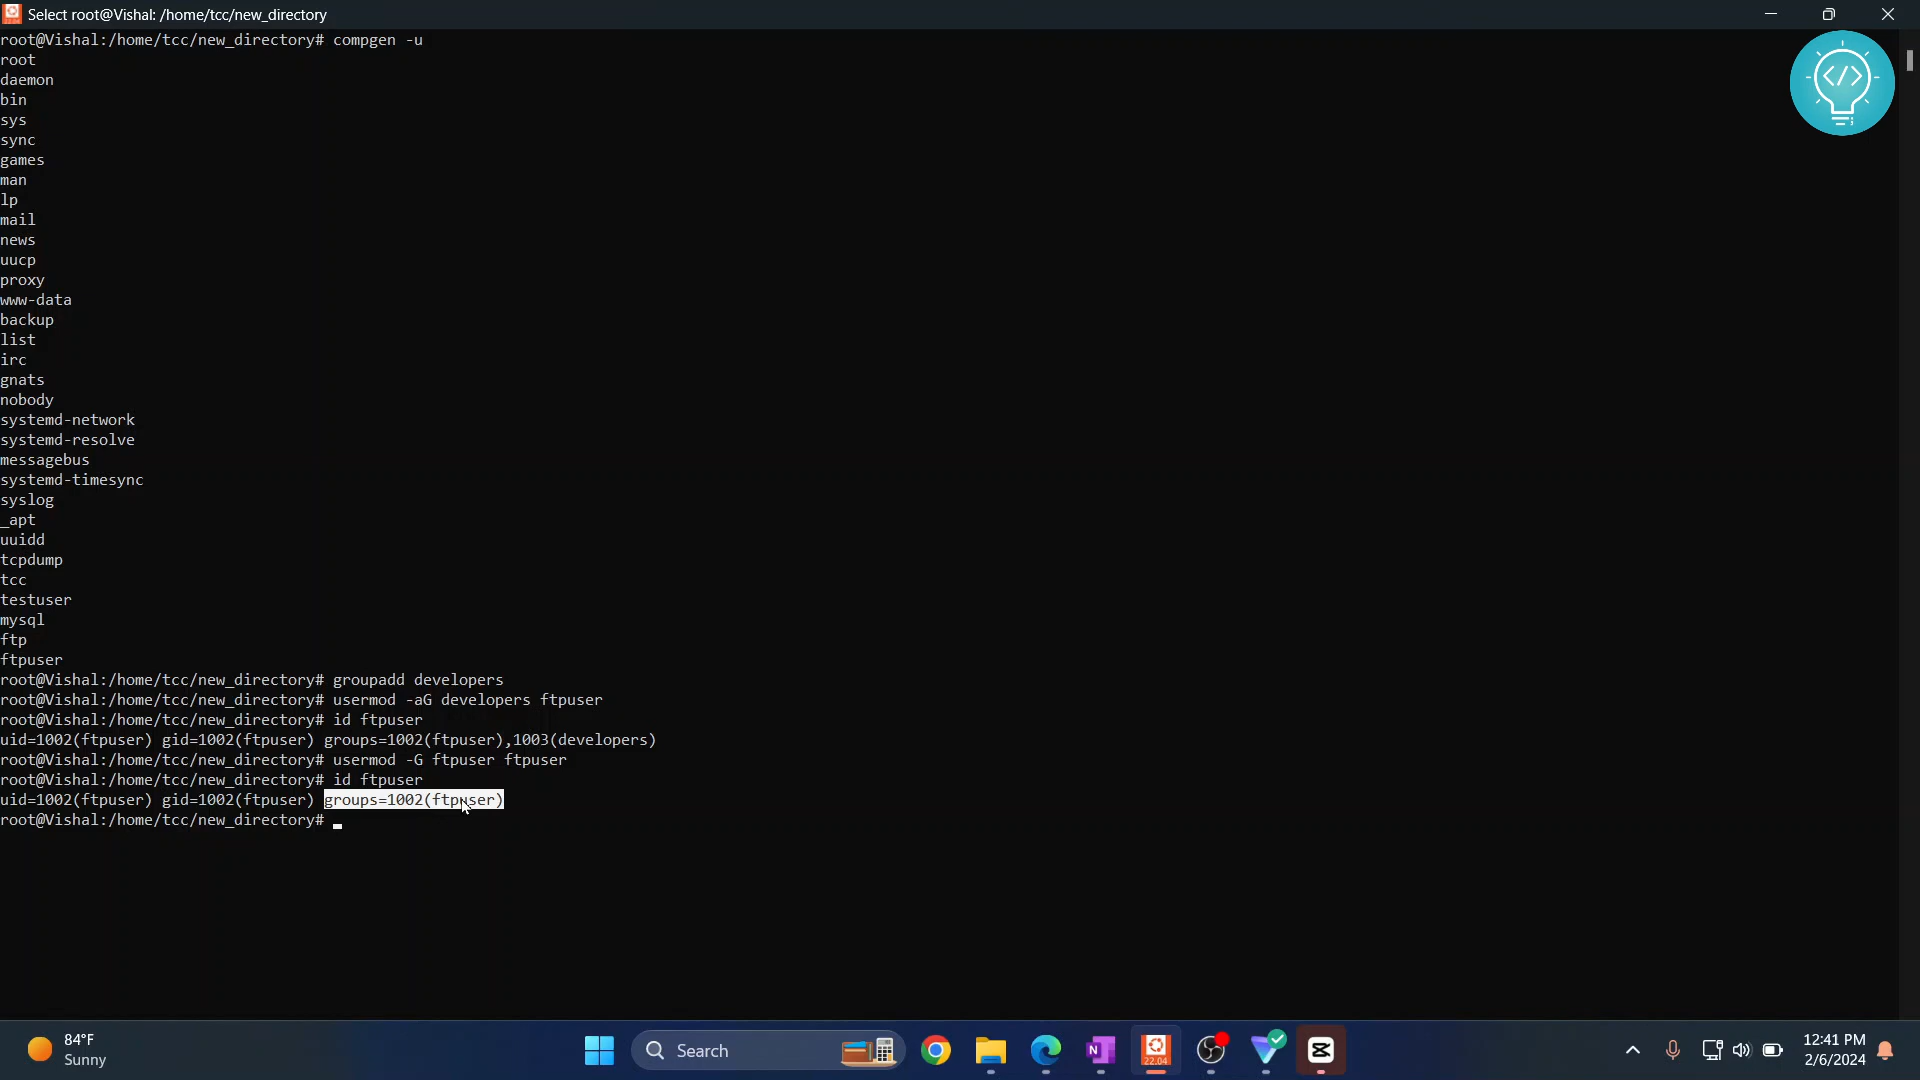 Select root@Vishal: /home/tcc/new_directory
root@Vishal:/home/tcc/new_directory# compgen -u
root
daemon
bin
sys
sync
games
man
lp
mail
news
uucp
proxy
www-data
backup
list
irc
gnats
nobody
systemd-network
systemd-resolve
messagebus
systemd-timesync
syslog
_apt
uuidd
tcpdump
tcc
testuser
mysql
ftp
ftpuser
root@Vishal:/home/tcc/new_directory# groupadd developers
root@Vishal:/home/tcc/new_directory# usermod -aG developers ftpuser
root@Vishal:/home/tcc/new_directory# id ftpuser
uid=1002(ftpuser) gid=1002(ftpuser) groups=1002(ftpuser),1003(developers)
root@Vishal:/home/tcc/new_directory# usermod -G ftpuser ftpuser
root@Vishal:/home/tcc/new_directory# id ftpuser
uid=1002(ftpuser) gid=1002(ftpuser) groups=1002(ftpuser)
root@Vishal:/home/tcc/new_directory#
</>
84°F
Sunny
Search
22.04
12:41 PM
2/6/2024